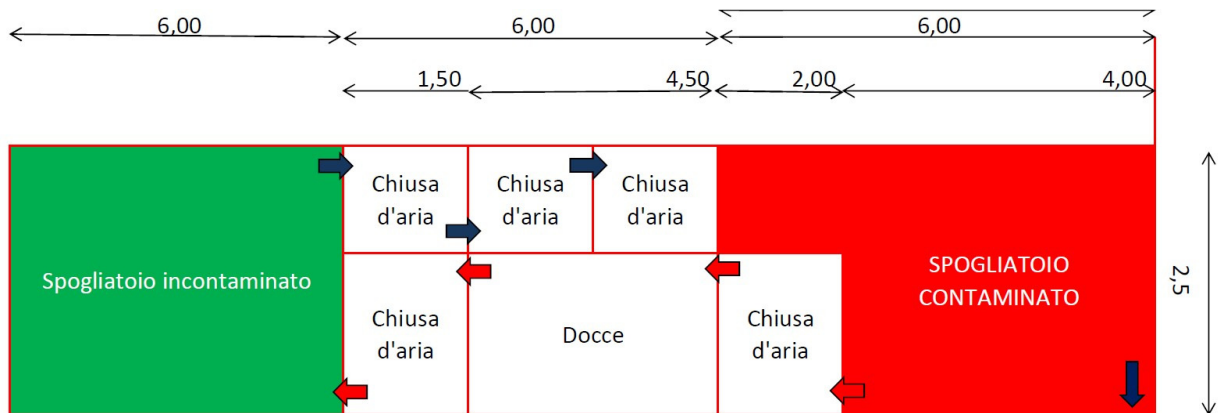 6,00
6,00
6,00
1,50
4,50
2,00
4,00
Chiusa
d'aria
Chiusa
d'aria
Chiusa
d'aria
Spogliatoio incontaminato
SPOGLIATOIO
CONTAMINATO
2,5
Chiusa
d'aria
Docce
Chiusa
d'aria